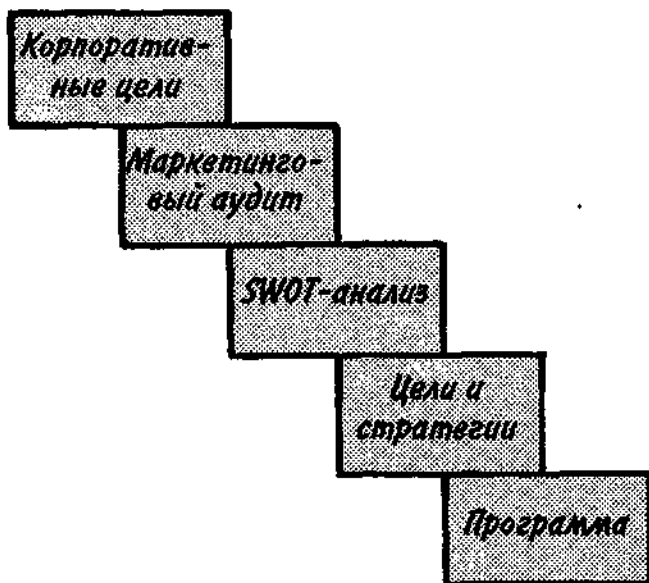 Корпоратив-
ные цели
Маркетинго-
вый аудит
SWOT-анализ
Цели и
стратегии
Программа